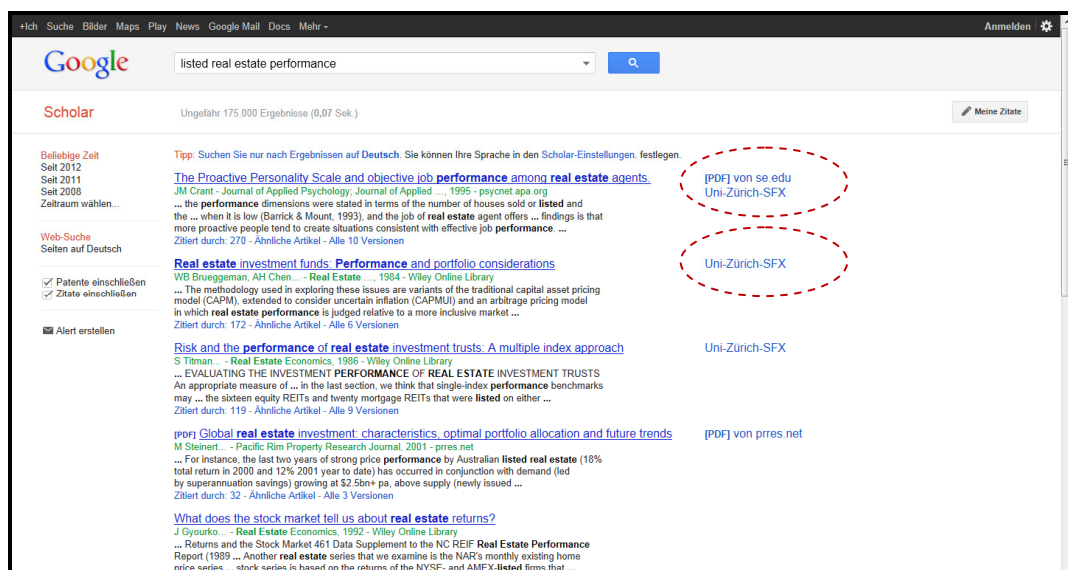 +Ich Suche Bilder Maps Play News Google Mail Docs Mehr
Anmelden
Google
listed real estate performance
Scholar
Ungefähr 175.000 Ergebnisse (0,07 Sek.)
Meine Zitate
Beliebige Zeit
Seit 2012
Seit 2011
Seit 2008
Zeitraum wählen...
Web-Suche
Seiten auf Deutsch
Patente einschließen
Zitate einschließen
Alert erstellen
Tipp: Suchen Sie nur nach Ergebnissen auf Deutsch. Sie können Ihre Sprache in den Scholar-Einstellungen. festlegen.
The Proactive Personality Scale and objective job performance among real estate agents.
JM Crant - Journal of Applied Psychology; Journal of Applied ..., 1995 - psycnet.apa.org
... the performance dimensions were stated in terms of the number of houses sold or listed and
the ... when it is low (Barrick & Mount, 1993), and the job of real estate agent offers ... findings is that
more proactive people tend to create situations consistent with effective job performance. ...
Zitiert durch: 270 - Ähnliche Artikel - Alle 10 Versionen
[PDF] von se.edu
Uni-Zürich-SFX
Real estate investment funds: Performance and portfolio considerations
WB Brueggeman, AH Chen... - Real Estate ..., 1984 - Wiley Online Library
... The methodology used in exploring these issues are variants of the traditional capital asset pricing
model (CAPM), extended to consider uncertain inflation (CAPMUI) and an arbitrage pricing model
in which real estate performance is judged relative to a more inclusive market ...
Zitiert durch: 172 - Ähnliche Artikel - Alle 6 Versionen
Uni-Zürich-SFX
Risk and the performance of real estate investment trusts: A multiple index approach
S Titman... - Real Estate Economics, 1986 - Wiley Online Library
... EVALUATING THE INVESTMENT PERFORMANCE OF REAL ESTATE INVESTMENT TRUSTS
An appropriate measure of ... in the last section, we think that single-index performance benchmarks
may ... the sixteen equity REITs and twenty mortgage REITs that were listed on either ...
Zitiert durch: 119 - Ähnliche Artikel - Alle 9 Versionen
Uni-Zürich-SFX
[PDF] Global real estate investment: characteristics, optimal portfolio allocation and future trends
M Steinert... - Pacific Rim Property Research Journal, 2001 - prres.net
... For instance, the last two years of strong price performance by Australian listed real estate (18%
total return in 2000 and 12% 2001 year to date) has occurred in conjunction with demand (led
by superannuation savings) growing at $2.5bn+ pa, above supply (newly issued ...
Zitiert durch: 32 - Ähnliche Artikel - Alle 3 Versionen
[PDF] von prres.net
What does the stock market tell us about real estate returns?
J Gyourko... - Real Estate Economics, 1992 - Wiley Online Library
... Returns and the Stock Market 461 Data Supplement to the NC REIF Real Estate Performance
Report (1989 ... Another real estate series that we examine is the NAR's monthly existing home
price series ... stock series is based on the returns of the NYSE- and AMEX-listed firms that ...